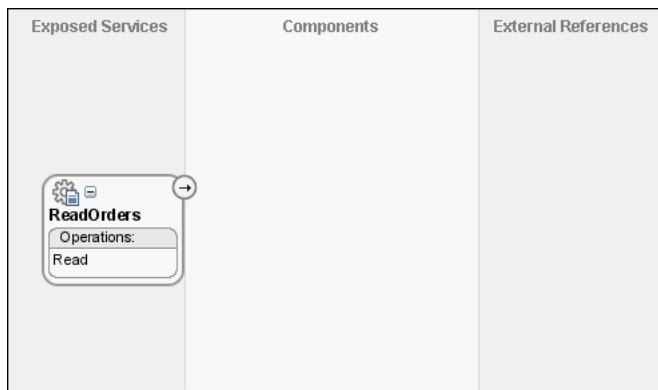 Exposed Services
Components
External References
ReadOrders
Operations:
Read